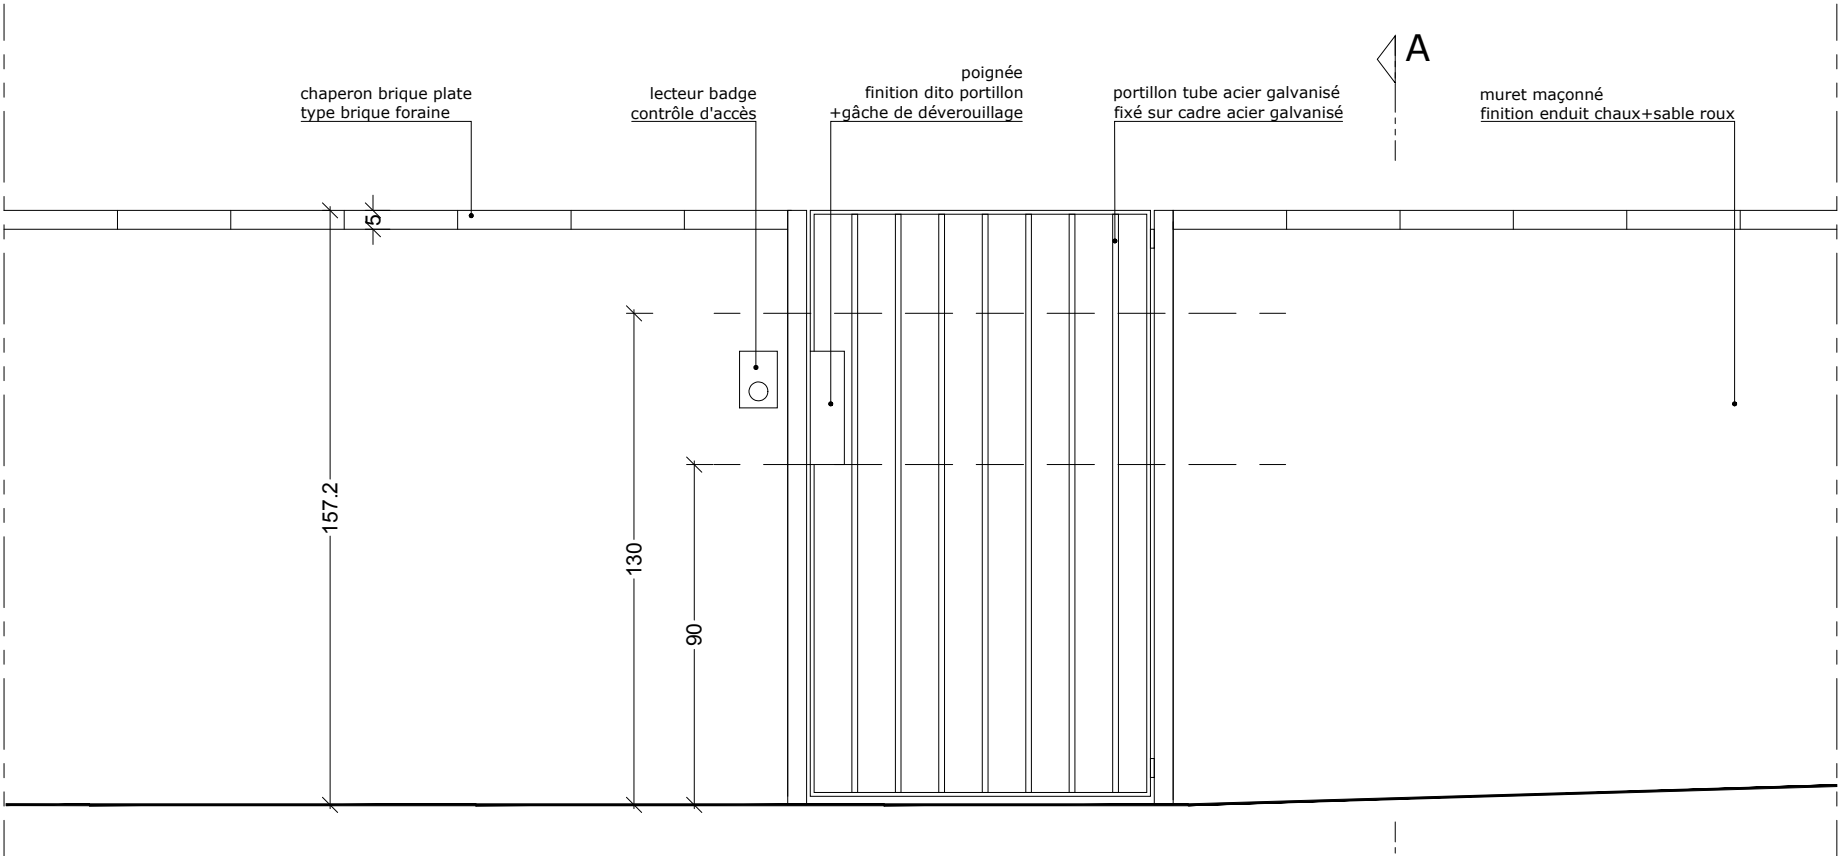 A
chaperon brique plate
type brique foraine
lecteur badge
contrôle d'accès
poignée
finition dito portillon
+gâche de déverouillage
portillon tube acier galvanisé
fixé sur cadre acier galvanisé
muret maçonné
finition enduit chaux+sable roux
5
157.2
130
90